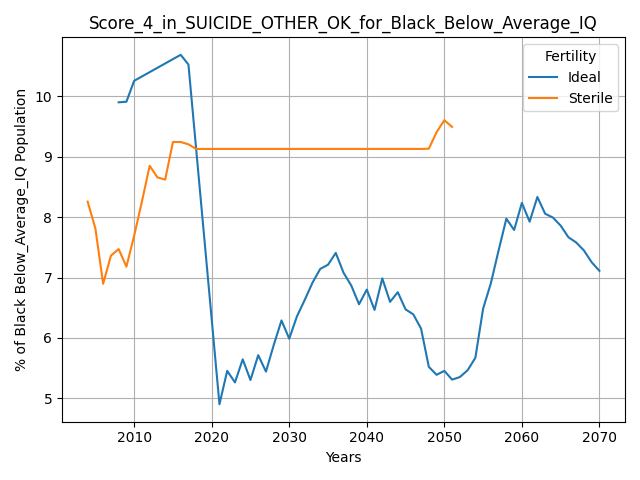 Score_4_in_SUICIDE_OTHER_OK_for_Black_Below_Average_IQ
Fertility
Ideal
Sterile
% of Black Below_Average_IQ Population
10
9
8
7
6
5
2010 2020 2030 2040 2050 2060 2070
Years